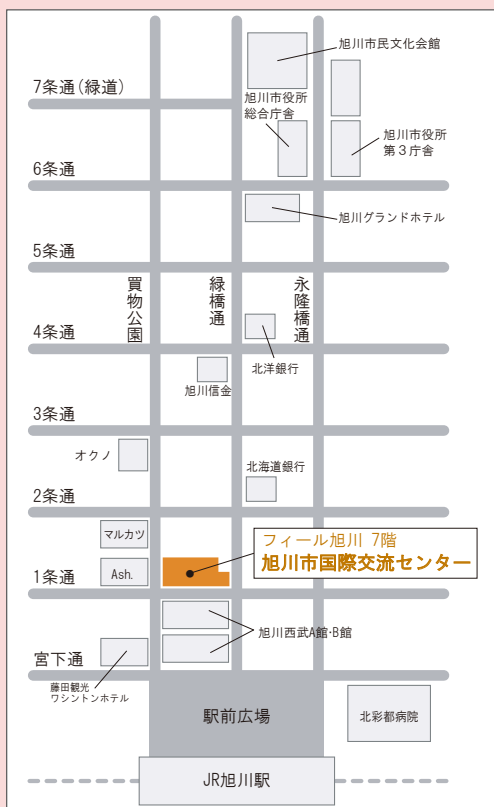 旭川市民文化会館
7条通(緑道)
旭川市役所
総合庁舎
旭川市役所
第3庁舎
6条通
旭川グランドホテル
5条通
買物公園
緑橋通
永隆橋通
4条通
北洋銀行
旭川信金
3条通
オクノ
北海道銀行
2条通
マルカツ
フィール旭川 7階
旭川市国際交流センター
Ash.
1条通
旭川西武A館・B館
宮下通
藤田観光
ワシントンホテル
駅前広場
北彩都病院
JR旭川駅